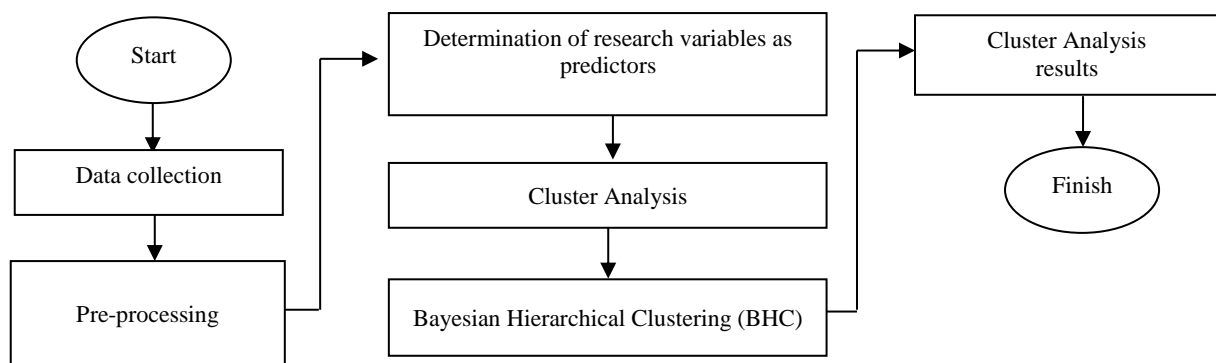 Start
Data collection
Pre-processing
Determination of research variables as
predictors
Cluster Analysis
Bayesian Hierarchical Clustering (BHC)
Cluster Analysis
results
Finish